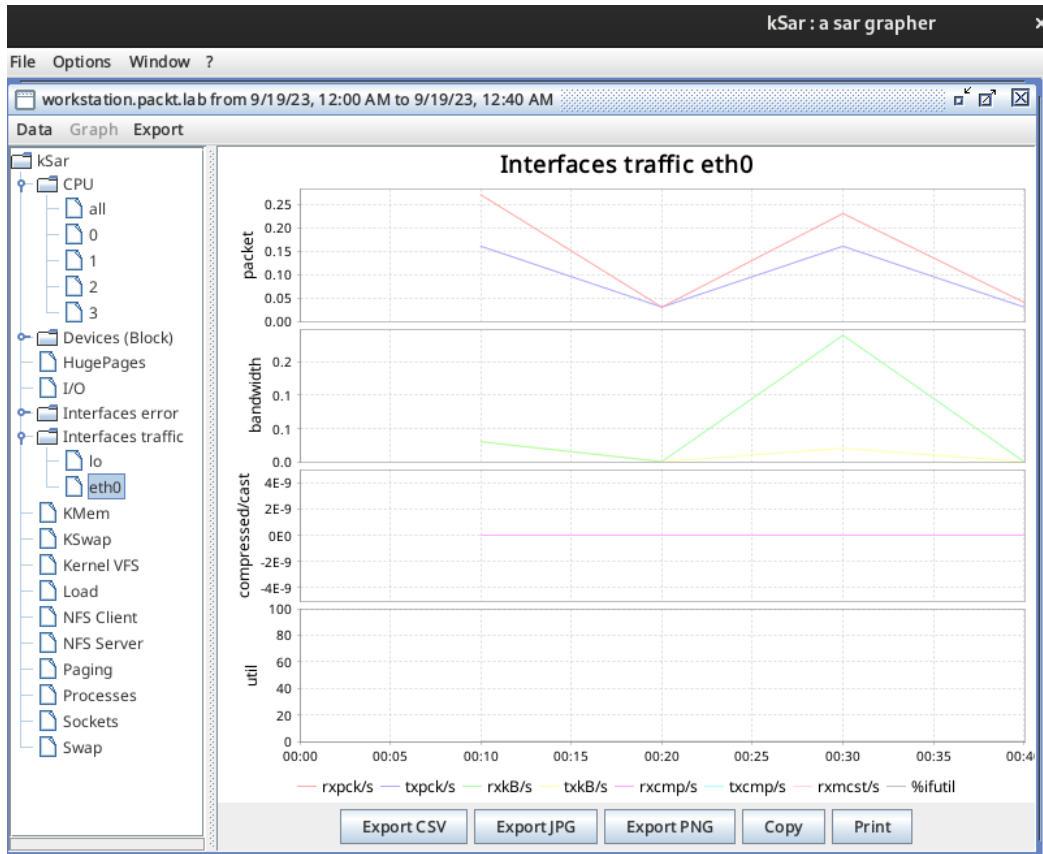 kSar : a sar grapher
File Options Window ?
workstation.packt.lab from 9/19/23, 12:00 AM to 9/19/23, 12:40 AM
Data Graph Export
kSar
CPU
all
0
1
2
3
Devices (Block)
HugePages
I/O
Interfaces error
Interfaces traffic
lo
eth0
KMem
KSwap
Kernel VFS
Load
NFS Client
NFS Server
Paging
Processes
Sockets
Swap
Interfaces traffic eth0
packet
0.25
0.20
0.15
0.10
0.05
0.00
bandwidth
0.2
0.1
0.1
0.0
compressed/cast
4E-9
2E-9
0E0
-2E-9
-4E-9
util
100
80
60
40
20
0
00:00 00:05 00:10 00:15 00:20 00:25 00:30 00:35 00:4
rxpck/s txpck/s rxkB/s txkB/s rxcmp/s txcmp/s rxmcst/s %ifutil
Export CSV Export JPG Export PNG Copy Print